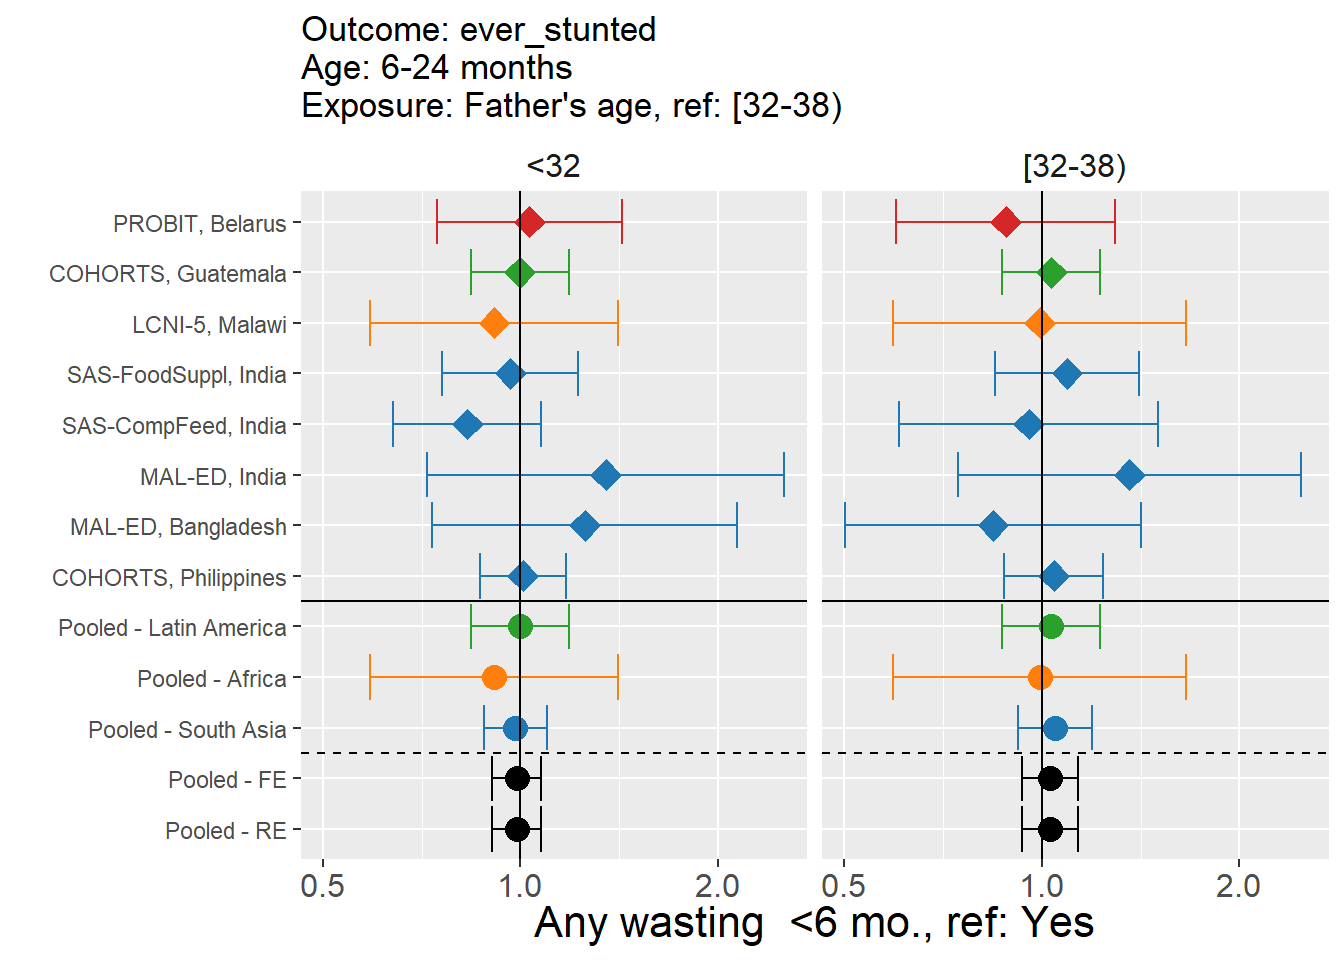 Outcome: ever_stunted
Age: 6-24 months
Exposure: Father's age, ref: [32-38)
<32
[32-38)
PROBIT, Belarus
COHORTS, Guatemala
LCNI-5, Malawi
SAS-FoodSuppl, India
SAS-CompFeed, India
MAL-ED, India
MAL-ED, Bangladesh
COHORTS, Philippines
Pooled - Latin America
Pooled - Africa
Pooled - South Asia
Pooled - FE
Pooled - RE
0.5 1.0 2.0 0.5 1.0 2.0
Any wasting  <6 mo., ref: Yes